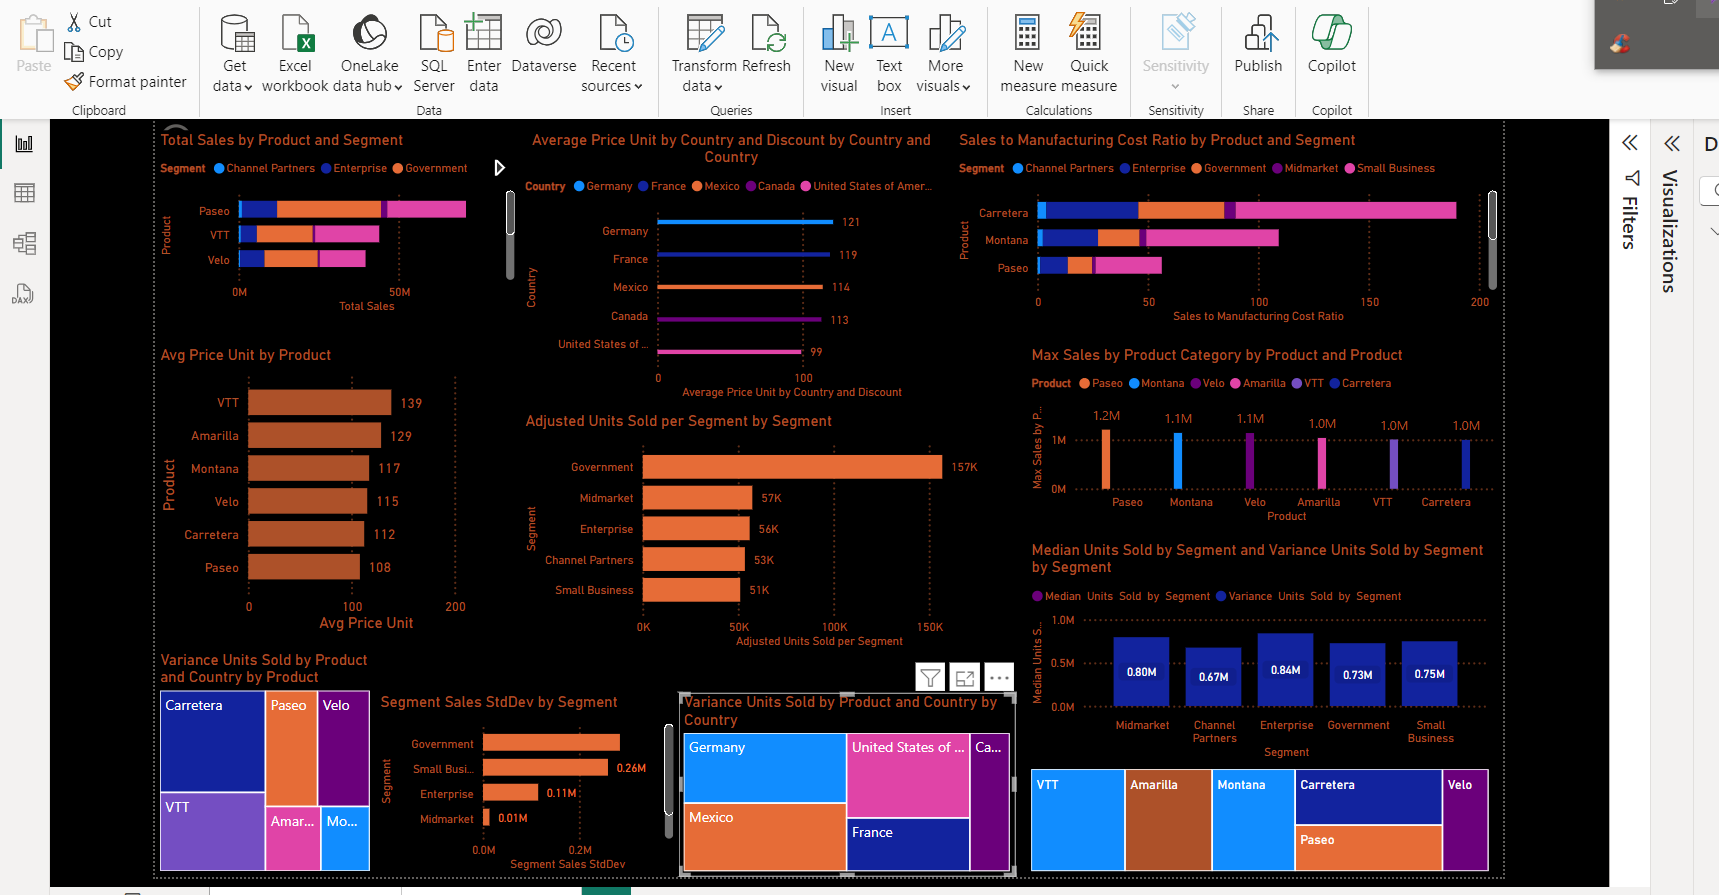 Paste
Cut
Copy
Format painter
Clipboard
Get data
Excel workbook
OneLake data hub
SQL Server
Enter data
Dataverse
Recent sources
Data
Transform data
Refresh
Queries
New visual
Text box
More visuals
Insert
New measure
Quick measure
Calculations
Sensitivity
Sensitivity
Publish
Share
Copilot
Copilot
DAX
Filters
Visualizations
D
Total Sales by Product and Segment
Segment Channel Partners Enterprise Government
Product
Paseo
VTT
Velo
0M 50M
Total Sales
Average Price Unit by Country and Discount by Country and
Country
Country Germany France Mexico Canada United States of Amer...
Country
Germany 121
France 119
Mexico 114
Canada 113
United States of ... 99
0 100
Average Price Unit by Country and Discount
Sales to Manufacturing Cost Ratio by Product and Segment
Segment Channel Partners Enterprise Government Midmarket Small Business
Product
Carretera
Montana
Paseo
0 50 100 150 200
Sales to Manufacturing Cost Ratio
Avg Price Unit by Product
Product
VTT 139
Amarilla 129
Montana 117
Velo 115
Carretera 112
Paseo 108
0 100 200
Avg Price Unit
Adjusted Units Sold per Segment by Segment
Segment
Government 157K
Midmarket 57K
Enterprise 56K
Channel Partners 53K
Small Business 51K
0K 50K 100K 150K
Adjusted Units Sold per Segment
Max Sales by Product Category by Product and Product
Product Paseo Montana Velo Amarilla VTT Carretera
Max Sales by P...
1.2M 1.1M 1.1M 1.0M 1.0M 1.0M
1M
0M
Paseo Montana Velo Amarilla VTT Carretera
Product
Median Units Sold by Segment and Variance Units Sold by Segment
by Segment
Median Units Sold by Segment Variance Units Sold by Segment
Median Units S...
1.0M
0.5M
0.0M
0.80M 0.67M 0.84M 0.73M 0.75M
Midmarket Channel Partners Enterprise Government Small Business
Segment
Variance Units Sold by Product
and Country by Product
Carretera Paseo Velo
VTT Amar... Mo...
Segment Sales StdDev by Segment
Segment
Government
Small Busi... 0.26M
Enterprise 0.11M
Midmarket 0.01M
0.0M 0.2M
Segment Sales StdDev
Variance Units Sold by Product and Country by
Country
Germany United States of ... Ca...
Mexico France
VTT Amarilla Montana Carretera Velo
Paseo